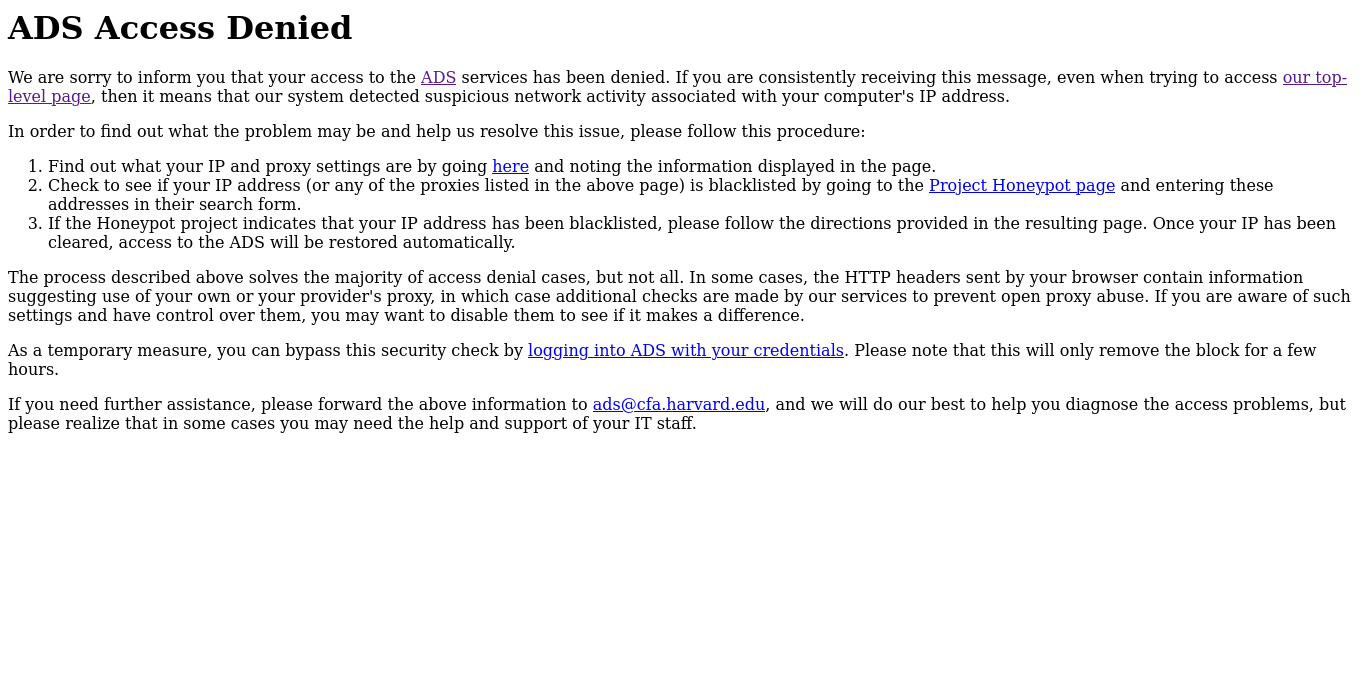 ADS Access Denied
We are sorry to inform you that your access to the ADS services has been denied. If you are consistently receiving this message, even when trying to access our top-
level page, then it means that our system detected suspicious network activity associated with your computer's IP address.
In order to find out what the problem may be and help us resolve this issue, please follow this procedure:
1. Find out what your IP and proxy settings are by going here and noting the information displayed in the page.
2. Check to see if your IP address (or any of the proxies listed in the above page) is blacklisted by going to the Project Honeypot page and entering these
addresses in their search form.
3. If the Honeypot project indicates that your IP address has been blacklisted, please follow the directions provided in the resulting page. Once your IP has been
cleared, access to the ADS will be restored automatically.
The process described above solves the majority of access denial cases, but not all. In some cases, the HTTP headers sent by your browser contain information
suggesting use of your own or your provider's proxy, in which case additional checks are made by our services to prevent open proxy abuse. If you are aware of such
settings and have control over them, you may want to disable them to see if it makes a difference.
As a temporary measure, you can bypass this security check by logging into ADS with your credentials. Please note that this will only remove the block for a few
hours.
If you need further assistance, please forward the above information to ads@cfa.harvard.edu, and we will do our best to help you diagnose the access problems, but
please realize that in some cases you may need the help and support of your IT staff.